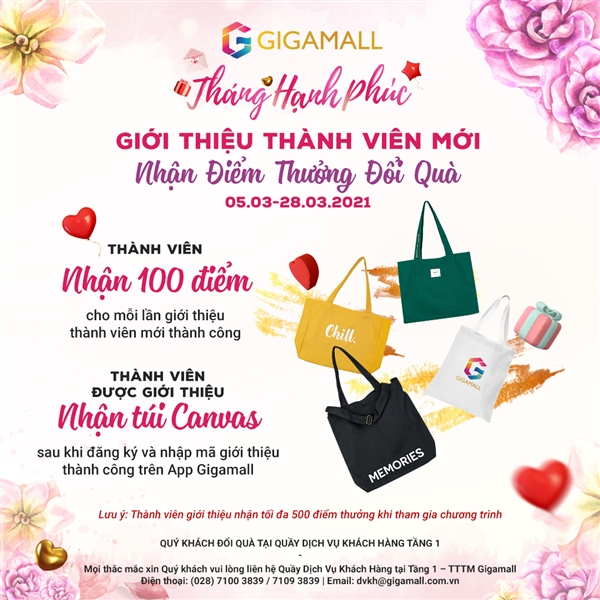 GIGAMALL
Tháng Hạnh Phúc
GIỚI THIỆU THÀNH VIÊN MỚI
Nhận Điểm Thưởng Đổi Quà
05.03-28.03.2021
THÀNH VIÊN
Nhận 100 điểm
cho mỗi lần giới thiệu
thành viên mới thành công
THÀNH VIÊN
ĐƯỢC GIỚI THIỆU
Nhận túi Canvas
sau khi đăng ký và nhập mã giới thiệu
thành công trên App Gigamall
Chill.
GIGAMALL
MEMORIES
Lưu ý: Thành viên giới thiệu nhận tối đa 500 điểm thưởng khi tham gia chương trình
QUÝ KHÁCH ĐỔI QUÀ TẠI QUẦY DỊCH VỤ KHÁCH HÀNG TẦNG 1
-
Mọi thắc mắc xin Quý khách vui lòng liên hệ Quầy Dịch Vụ Khách Hàng tại Tầng 1 – TTTM Gigamall
Điện thoại: (028) 7100 3839 / 7109 3839 | Email: dvkh@gigamall.com.vn